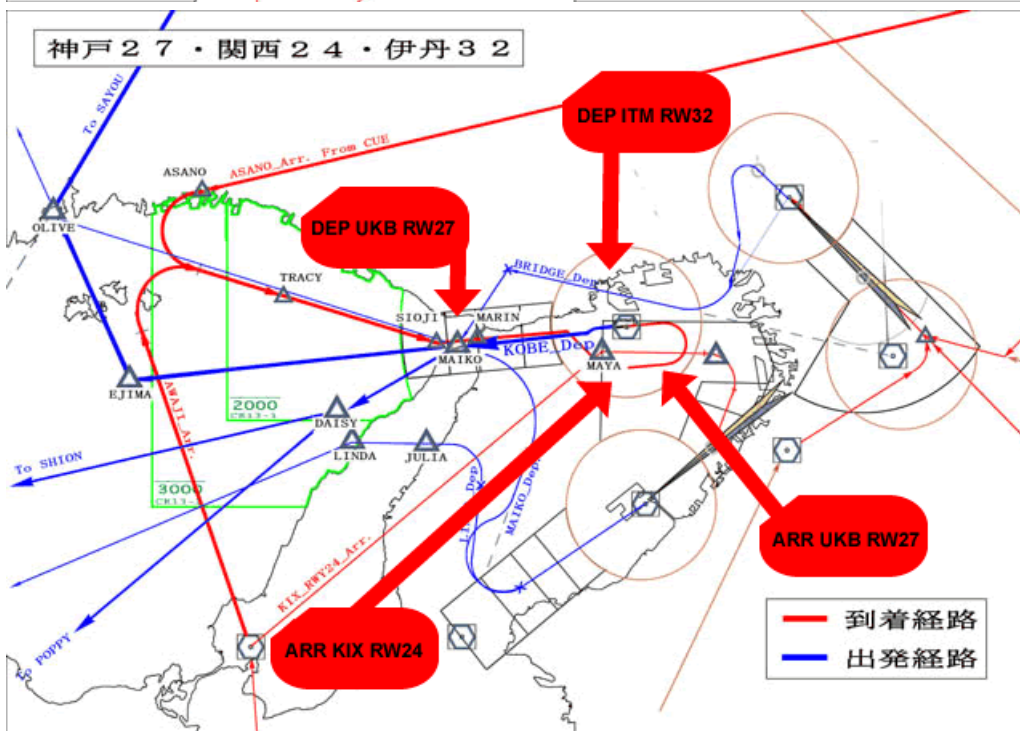 神戸２７・関西２４・伊丹３２
To SAYOU
ASANO_Arr. From CUE
DEP ITM RW32
ASANO
OLIVE
DEP UKB RW27
BRIDGE_Dep
TRACY
SIOJI
MARIN
MAIKO
KOBE_Dep
MAYA
EJIMA
AWAJI_Arr.
2000
CR13-1
DAISY
LINDA
JULIA
To SHION
3000
MAIKO_Dep.
ARR UKB RW27
KIX_RWY24_Arr.
To POPPY
ARR KIX RW24
到着経路
出発経路